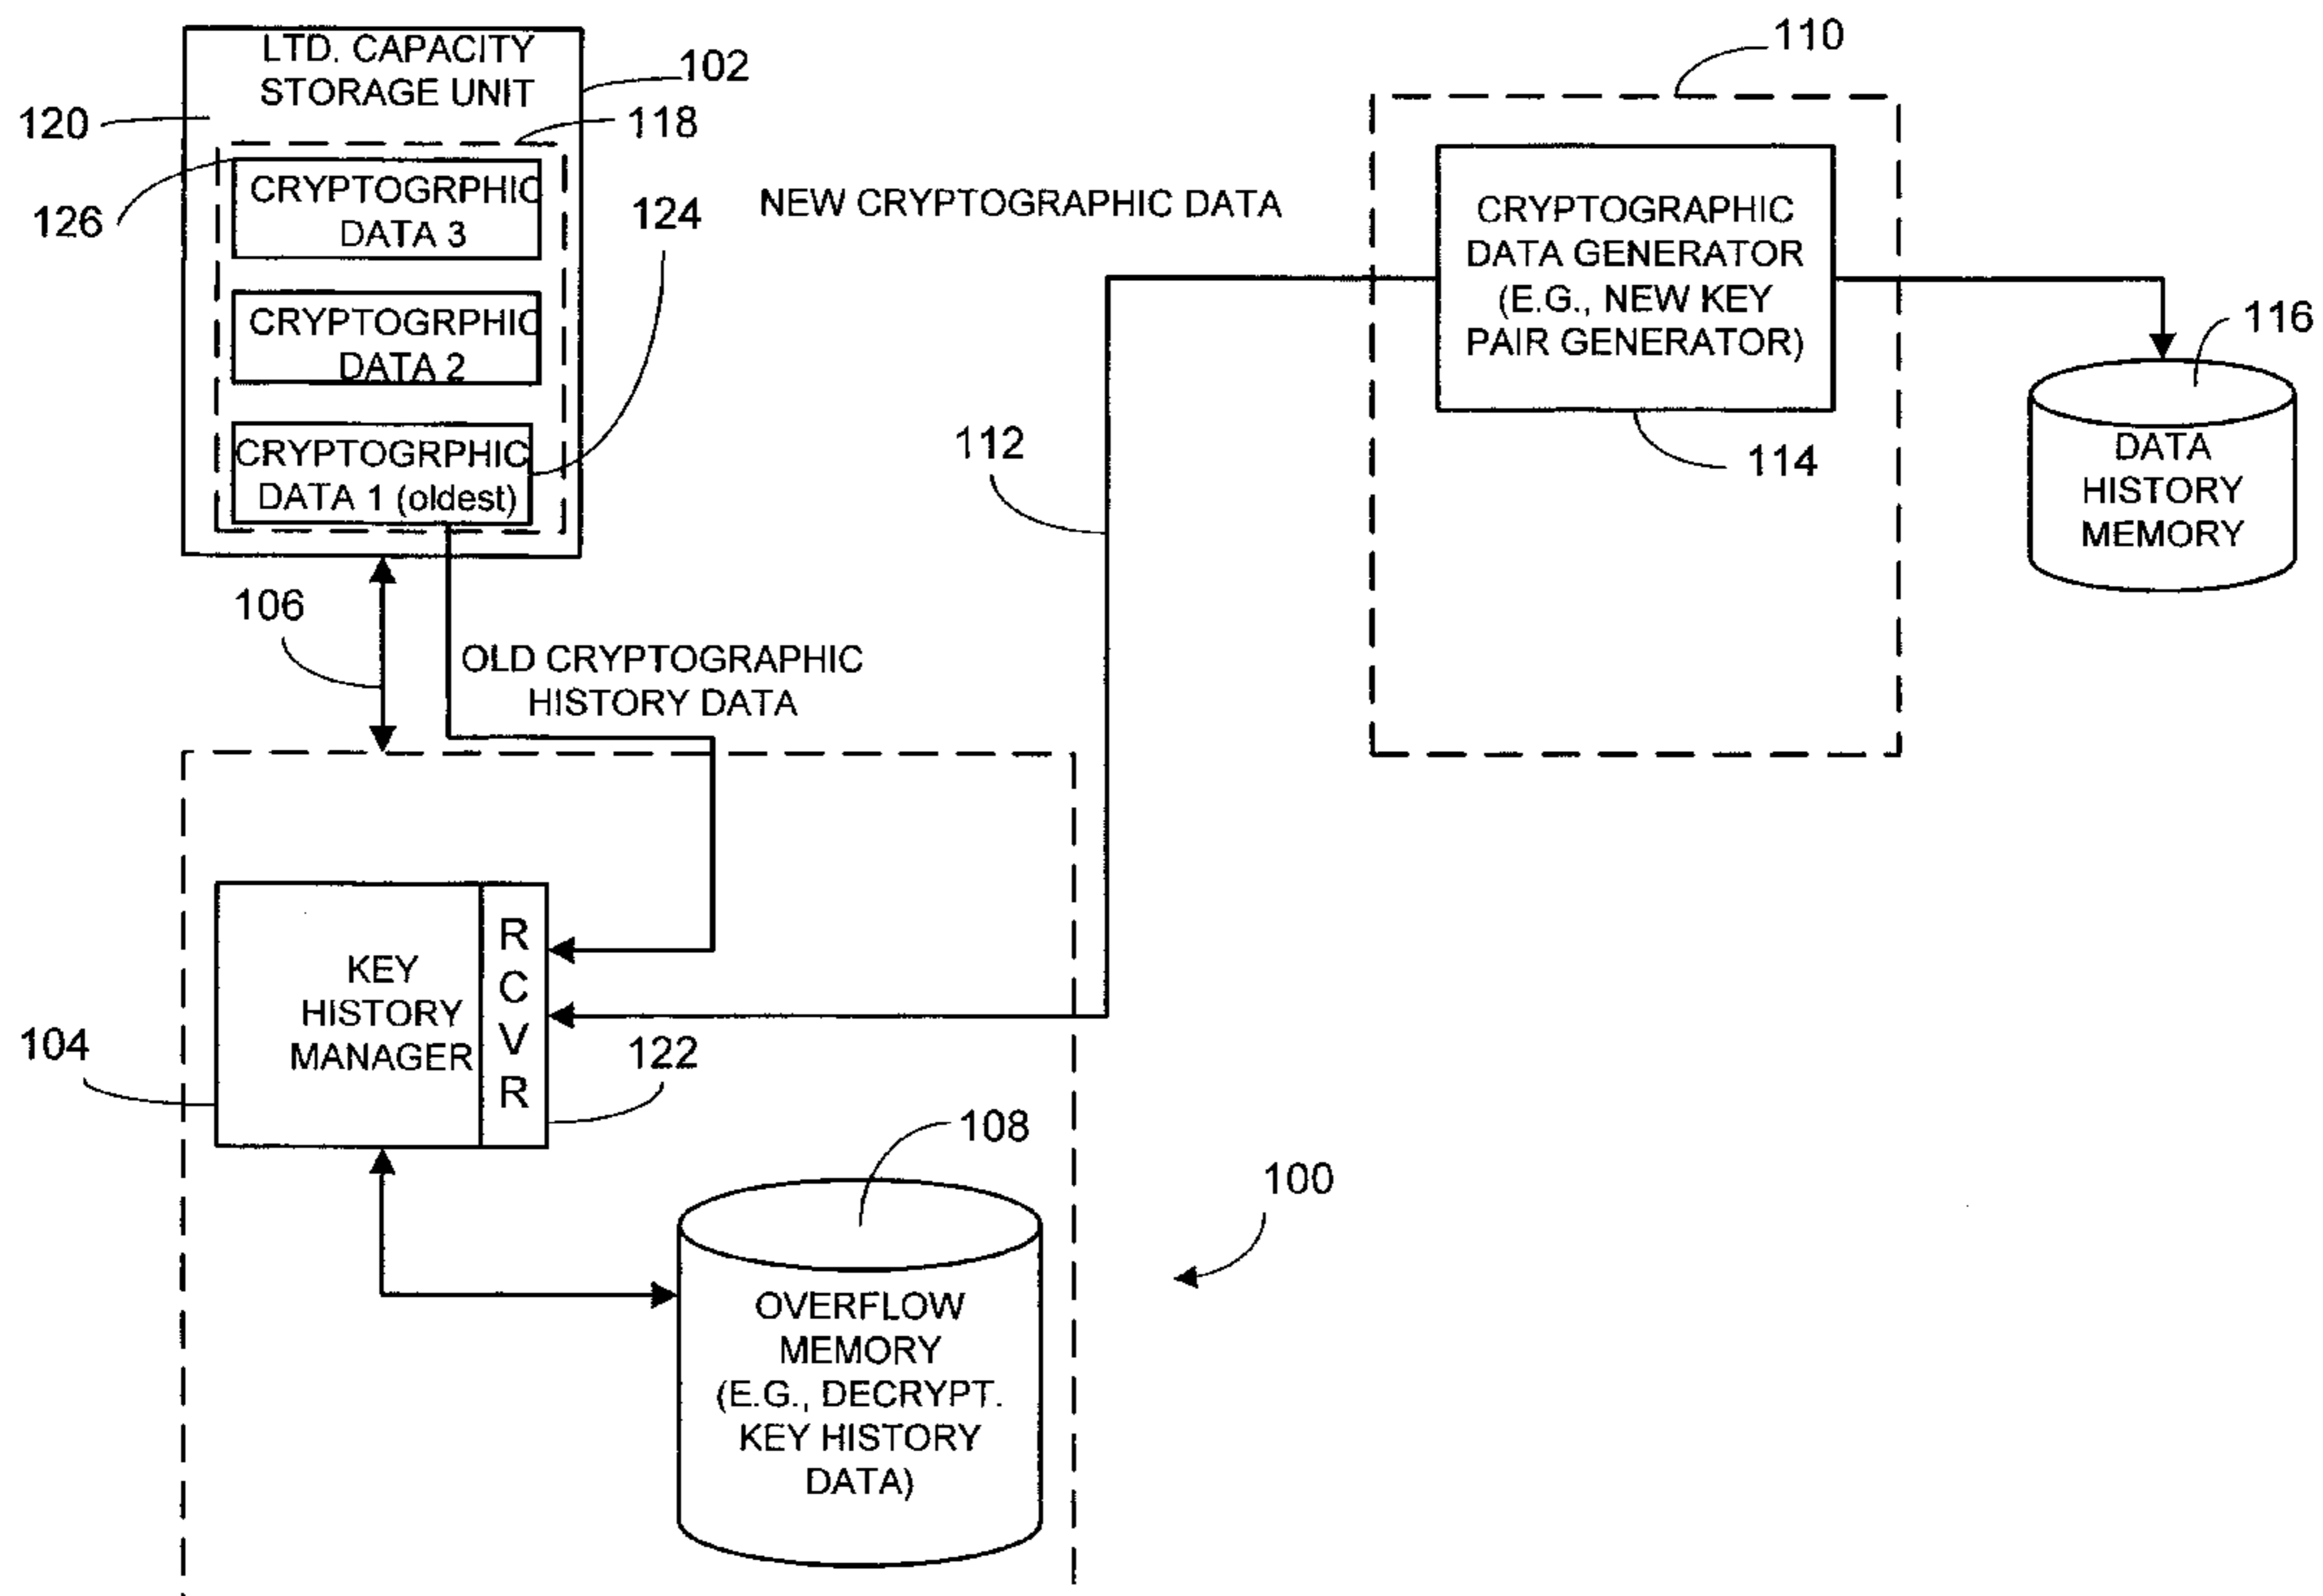 LTD. CAPACITY
STORAGE UNIT
102
120
118
126
CRYPTOGRPHIC
DATA 3
124
CRYPTOGRPHIC
DATA 2
CRYPTOGRPHIC
DATA 1 (oldest)
106
OLD CRYPTOGRAPHIC
HISTORY DATA
NEW CRYPTOGRAPHIC DATA
112
110
CRYPTOGRAPHIC
DATA GENERATOR
(E.G., NEW KEY
PAIR GENERATOR)
114
116
DATA
HISTORY
MEMORY
104
KEY
HISTORY
MANAGER
R
C
V
R
122
108
OVERFLOW
MEMORY
(E.G., DECRYPT.
KEY HISTORY
DATA)
100